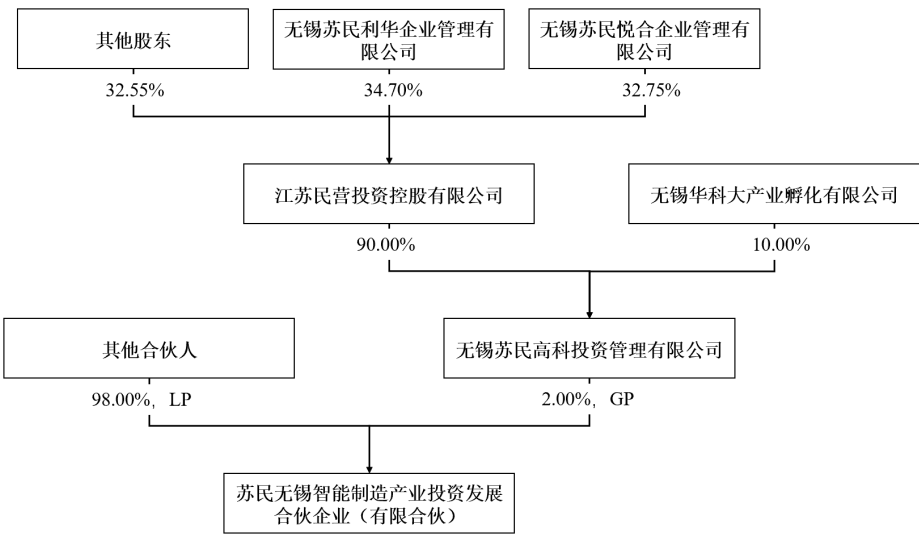 其他股东
无锡苏民利华企业管理有
限公司
无锡苏民悦合企业管理有
限公司
32.55%
34.70%
32.75%
江苏民营投资控股有限公司
无锡华科大产业孵化有限公司
90.00%
10.00%
其他合伙人
无锡苏民高科投资管理有限公司
98.00%，LP
2.00%，GP
苏民无锡智能制造产业投资发展
合伙企业（有限合伙）